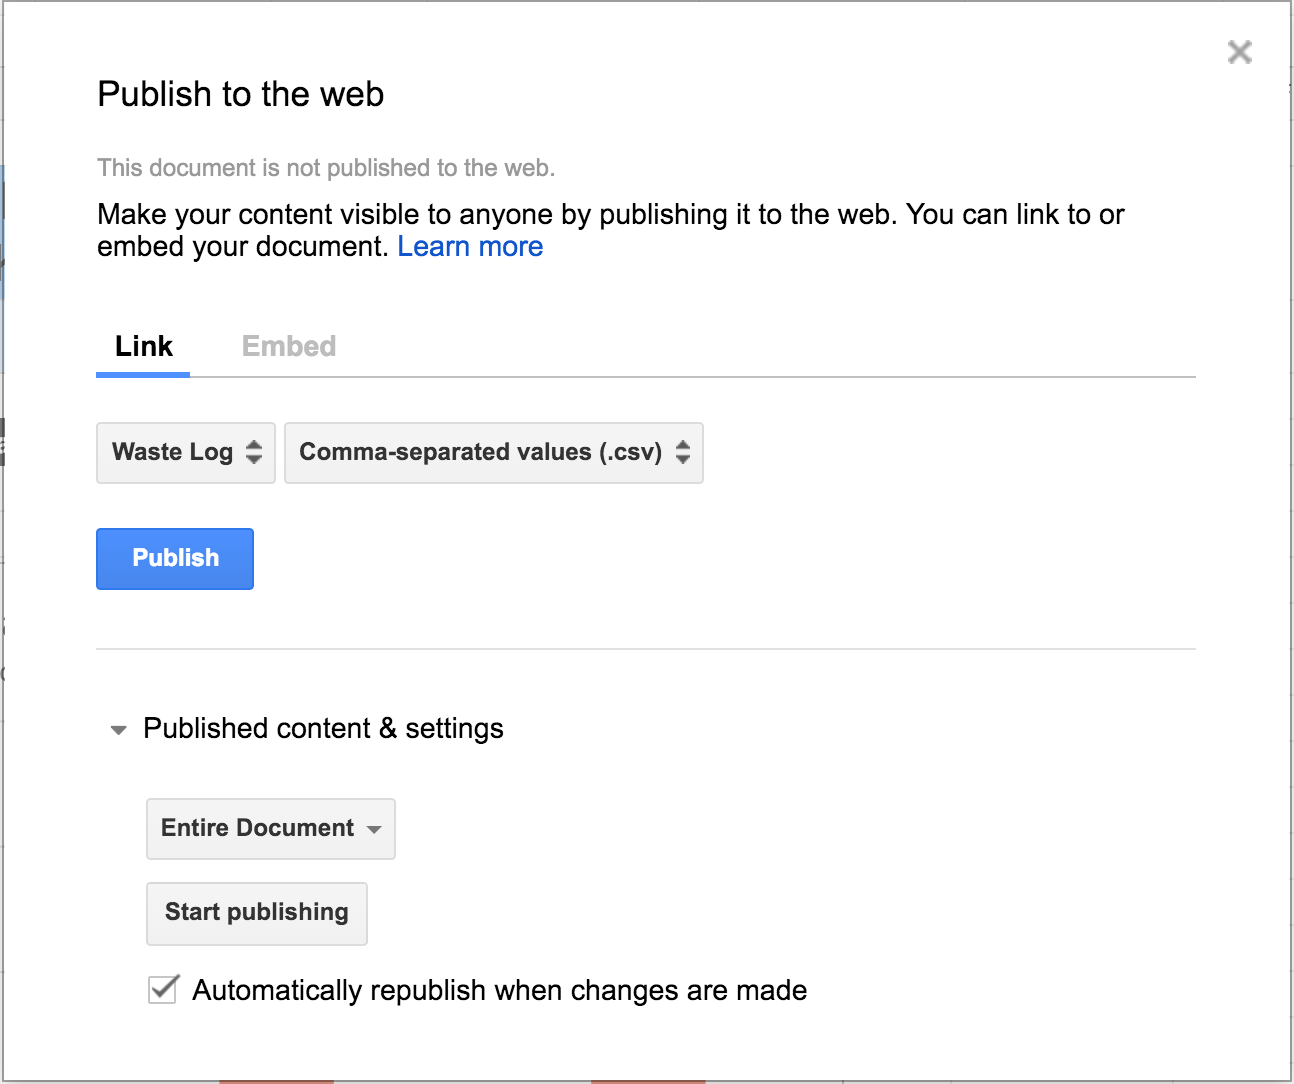 Publish to the web
This document is not published to the web.
Make your content visible to anyone by publishing it to the web. You can link to or
embed your document. Learn more
Link Embed
Waste Log Comma-separated values (.csv)
Publish
Published content & settings
Entire Document
Start publishing
Automatically republish when changes are made